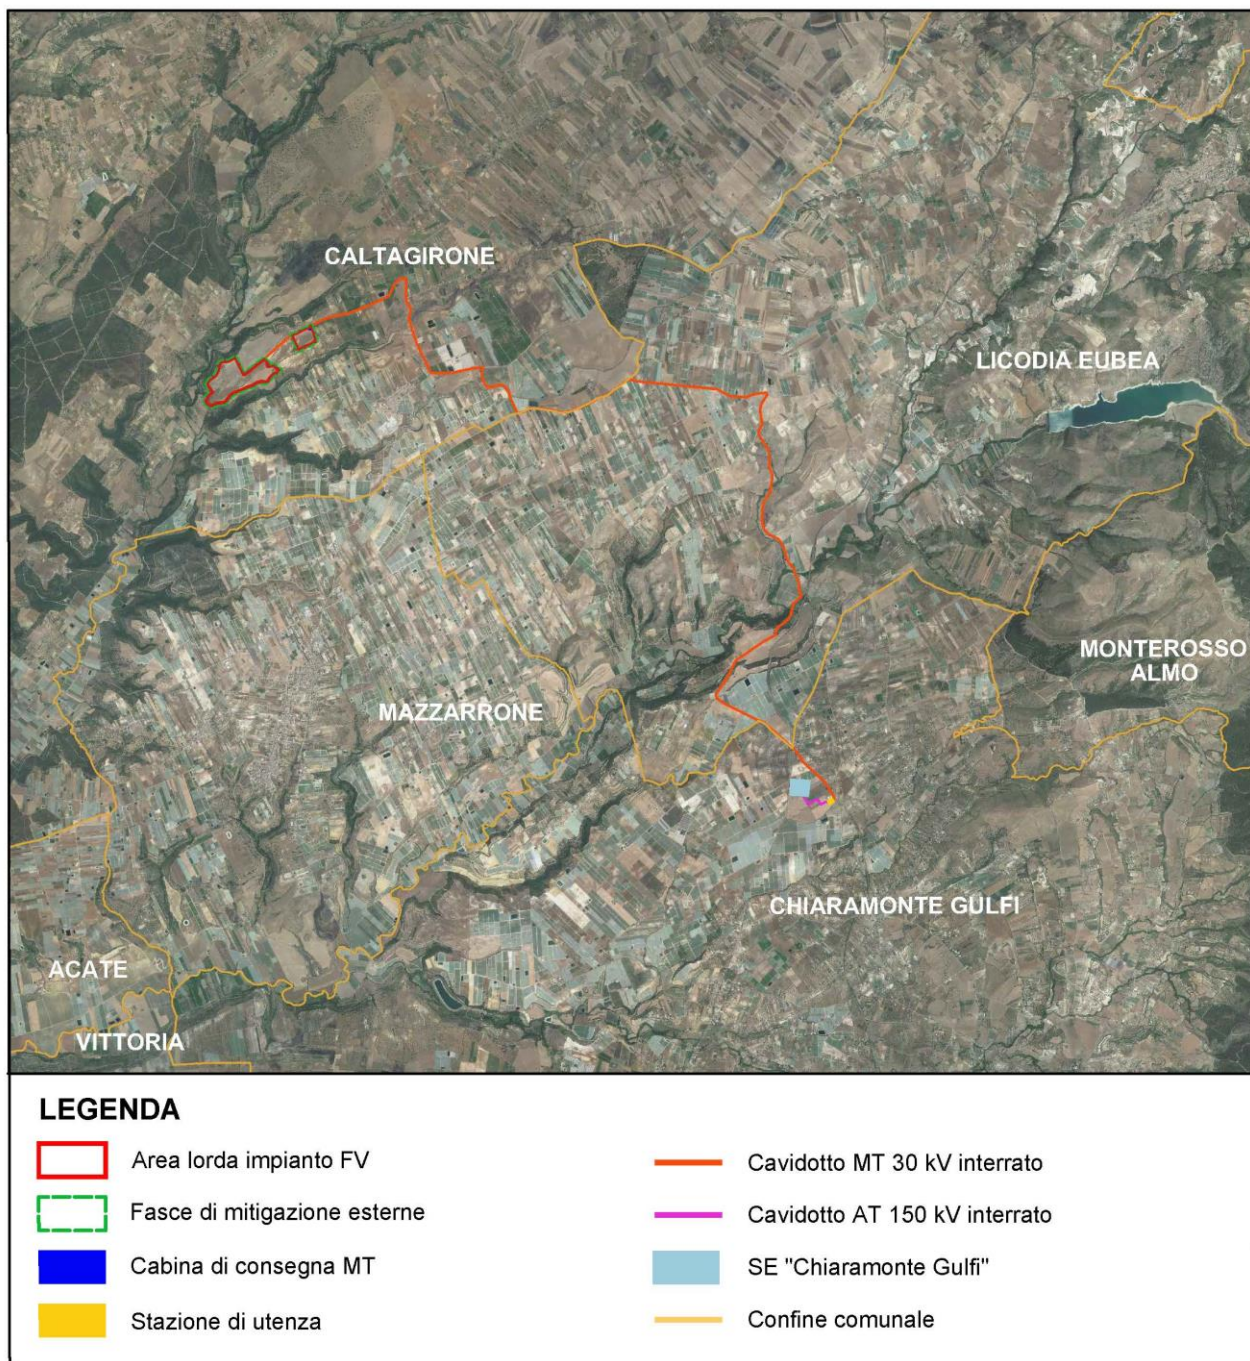 CALTAGIRONE
LICODIA EUBEA
MONTEROSSO
ALMO
MAZZARRONE
CHIARAMONTE GULFI
ACATE
VITTORIA
LEGENDA
Area lorda impianto FV
Fasce di mitigazione esterne
Cabina di consegna MT
Stazione di utenza
Cavidotto MT 30 kV interrato
Cavidotto AT 150 kV interrato
SE "Chiaramonte Gulfi"
Confine comunale